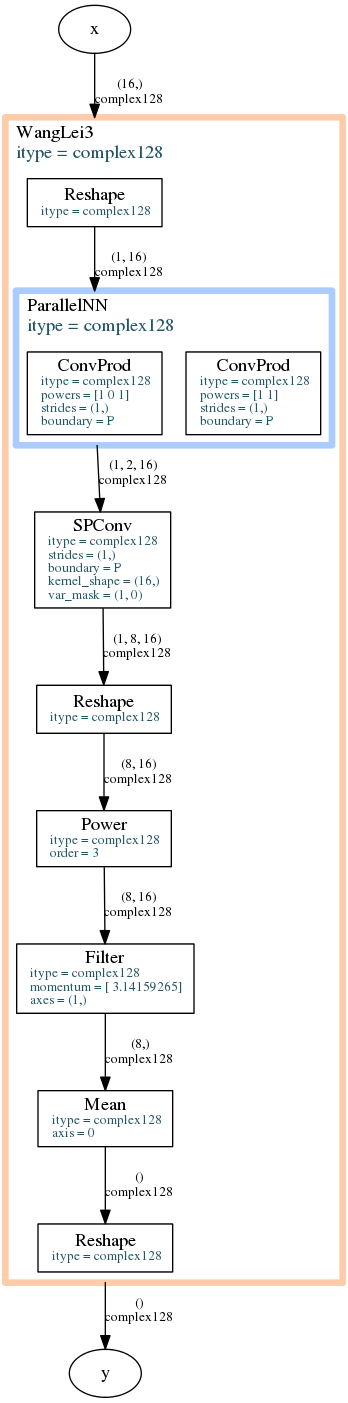 x
(16,)
complex128
WangLei3
itype = complex128
Reshape
itype = complex128
(1, 16)
complex128
ParallelNN
itype = complex128
ConvProd
itype = complex128
powers = [1 0 1]
strides = (1,)
boundary = P
ConvProd
itype = complex128
powers = [1 1]
strides = (1,)
boundary = P
(1, 2, 16)
complex128
SPConv
itype = complex128
strides = (1,)
boundary = P
kernel_shape = (16,)
var_mask = (1, 0)
(1, 8, 16)
complex128
Reshape
itype = complex128
(8, 16)
complex128
Power
itype = complex128
order = 3
(8, 16)
complex128
Filter
itype = complex128
momentum = [ 3.14159265]
axes = (1,)
(8,)
complex128
Mean
itype = complex128
axis = 0
()
complex128
Reshape
itype = complex128
()
complex128
y